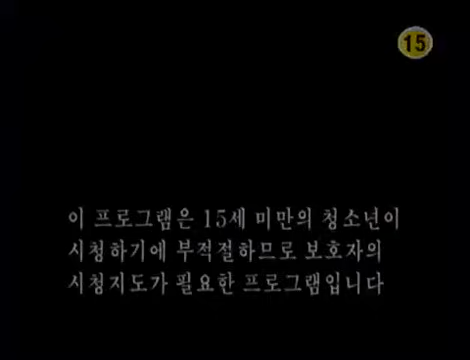 15
이 프로그램은 15세 미만의 청소년이
시청하기에 부적절하므로 보호자의
시청지도가 필요한 프로그램입니다